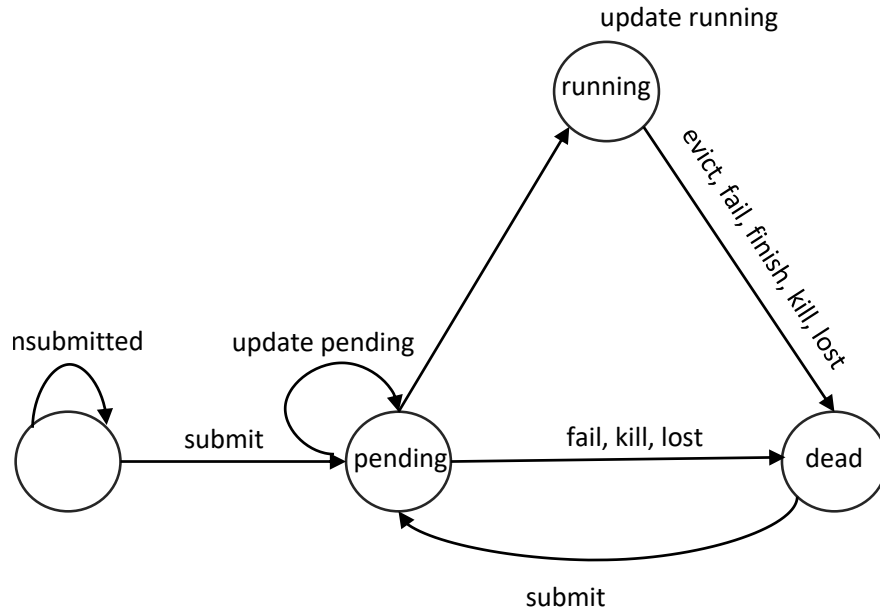 update running
running
evict, fail, finish, kill, lost
nsubmitted
update pending
submit
pending
fail, kill, lost
dead
submit